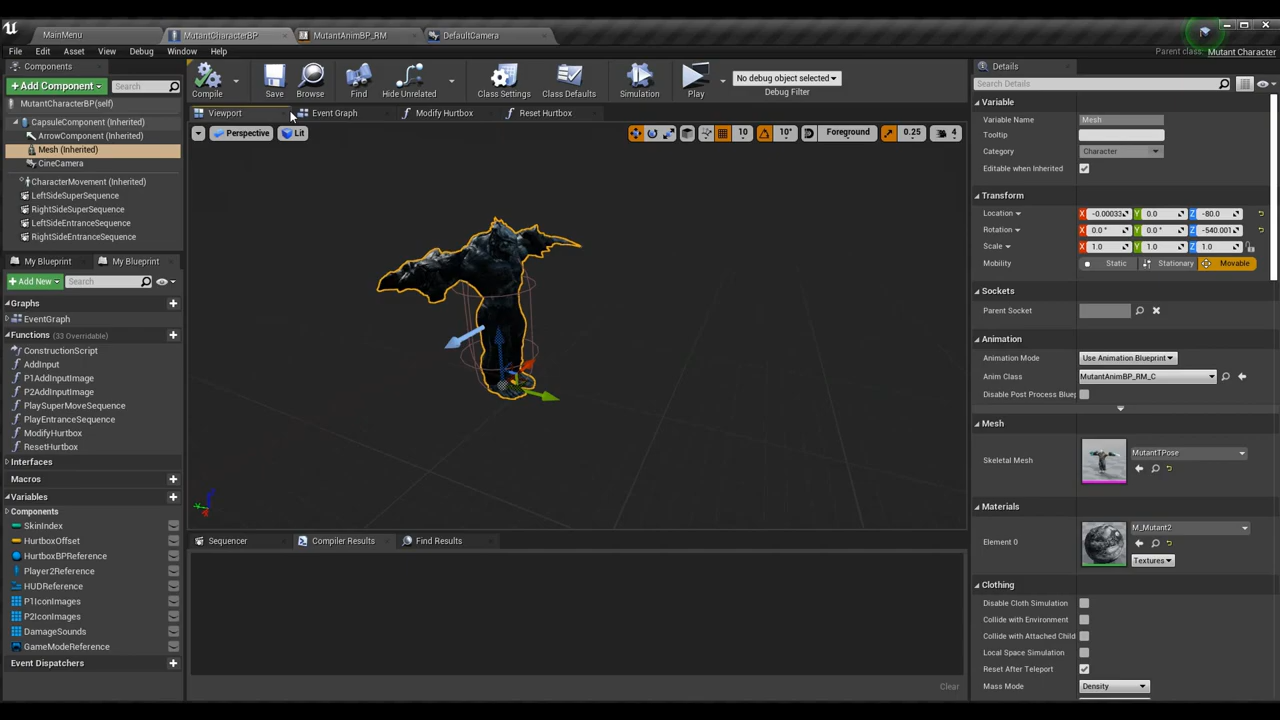 MainMenu
MutantCharacterBP
MutantAnimBP_RM
DefaultCamera
File Edit Asset View Debug Window Help
Parent class: Mutant Character
Components
+ Add Component
Search
MutantCharacterBP(self)
CapsuleComponent (Inherited)
ArrowComponent (Inherited)
Mesh (Inherited)
CineCamera
CharacterMovement (Inherited)
LeftSideSuperSequence
RightSideSuperSequence
LeftSideEntranceSequence
RightSideEntranceSequence
My Blueprint
My Blueprint
+ Add New
Search
Graphs
EventGraph
Functions (33 Overridable)
ConstructionScript
AddInput
P1AddInputImage
P2AddInputImage
PlaySuperMoveSequence
PlayEntranceSequence
ModifyHurtbox
ResetHurtbox
Interfaces
Macros
Variables
Components
SkinIndex
HurtboxOffset
HurtboxBPReference
Player2Reference
HUDReference
P1IconImages
P2IconImages
DamageSounds
GameModeReference
Event Dispatchers
Compile
Save
Browse
Find
Hide Unrelated
Class Settings
Class Defaults
Simulation
Play
No debug object selected
Debug Filter
Viewport
Event Graph
Modify Hurtbox
Reset Hurtbox
Perspective
Lit
10
10°
Foreground
0.25
4
Sequencer
Compiler Results
Find Results
Clear
Details
Search Details
Variable
Variable Name Mesh
Tooltip
Category Character
Editable when Inherited
Transform
Location X -0.00033 Y 0.0 Z -80.0
Rotation X 0.0 ° Y 0.0 ° Z -540.001
Scale X 1.0 Y 1.0 Z 1.0
Mobility Static Stationary Movable
Sockets
Parent Socket
Animation
Animation Mode Use Animation Blueprint
Anim Class MutantAnimBP_RM_C
Disable Post Process Bluep
Mesh
Skeletal Mesh MutantTPose
Materials
Element 0 M_Mutant2
Textures
Clothing
Disable Cloth Simulation
Collide with Environment
Collide with Attached Child
Local Space Simulation
Reset After Teleport
Mass Mode Density